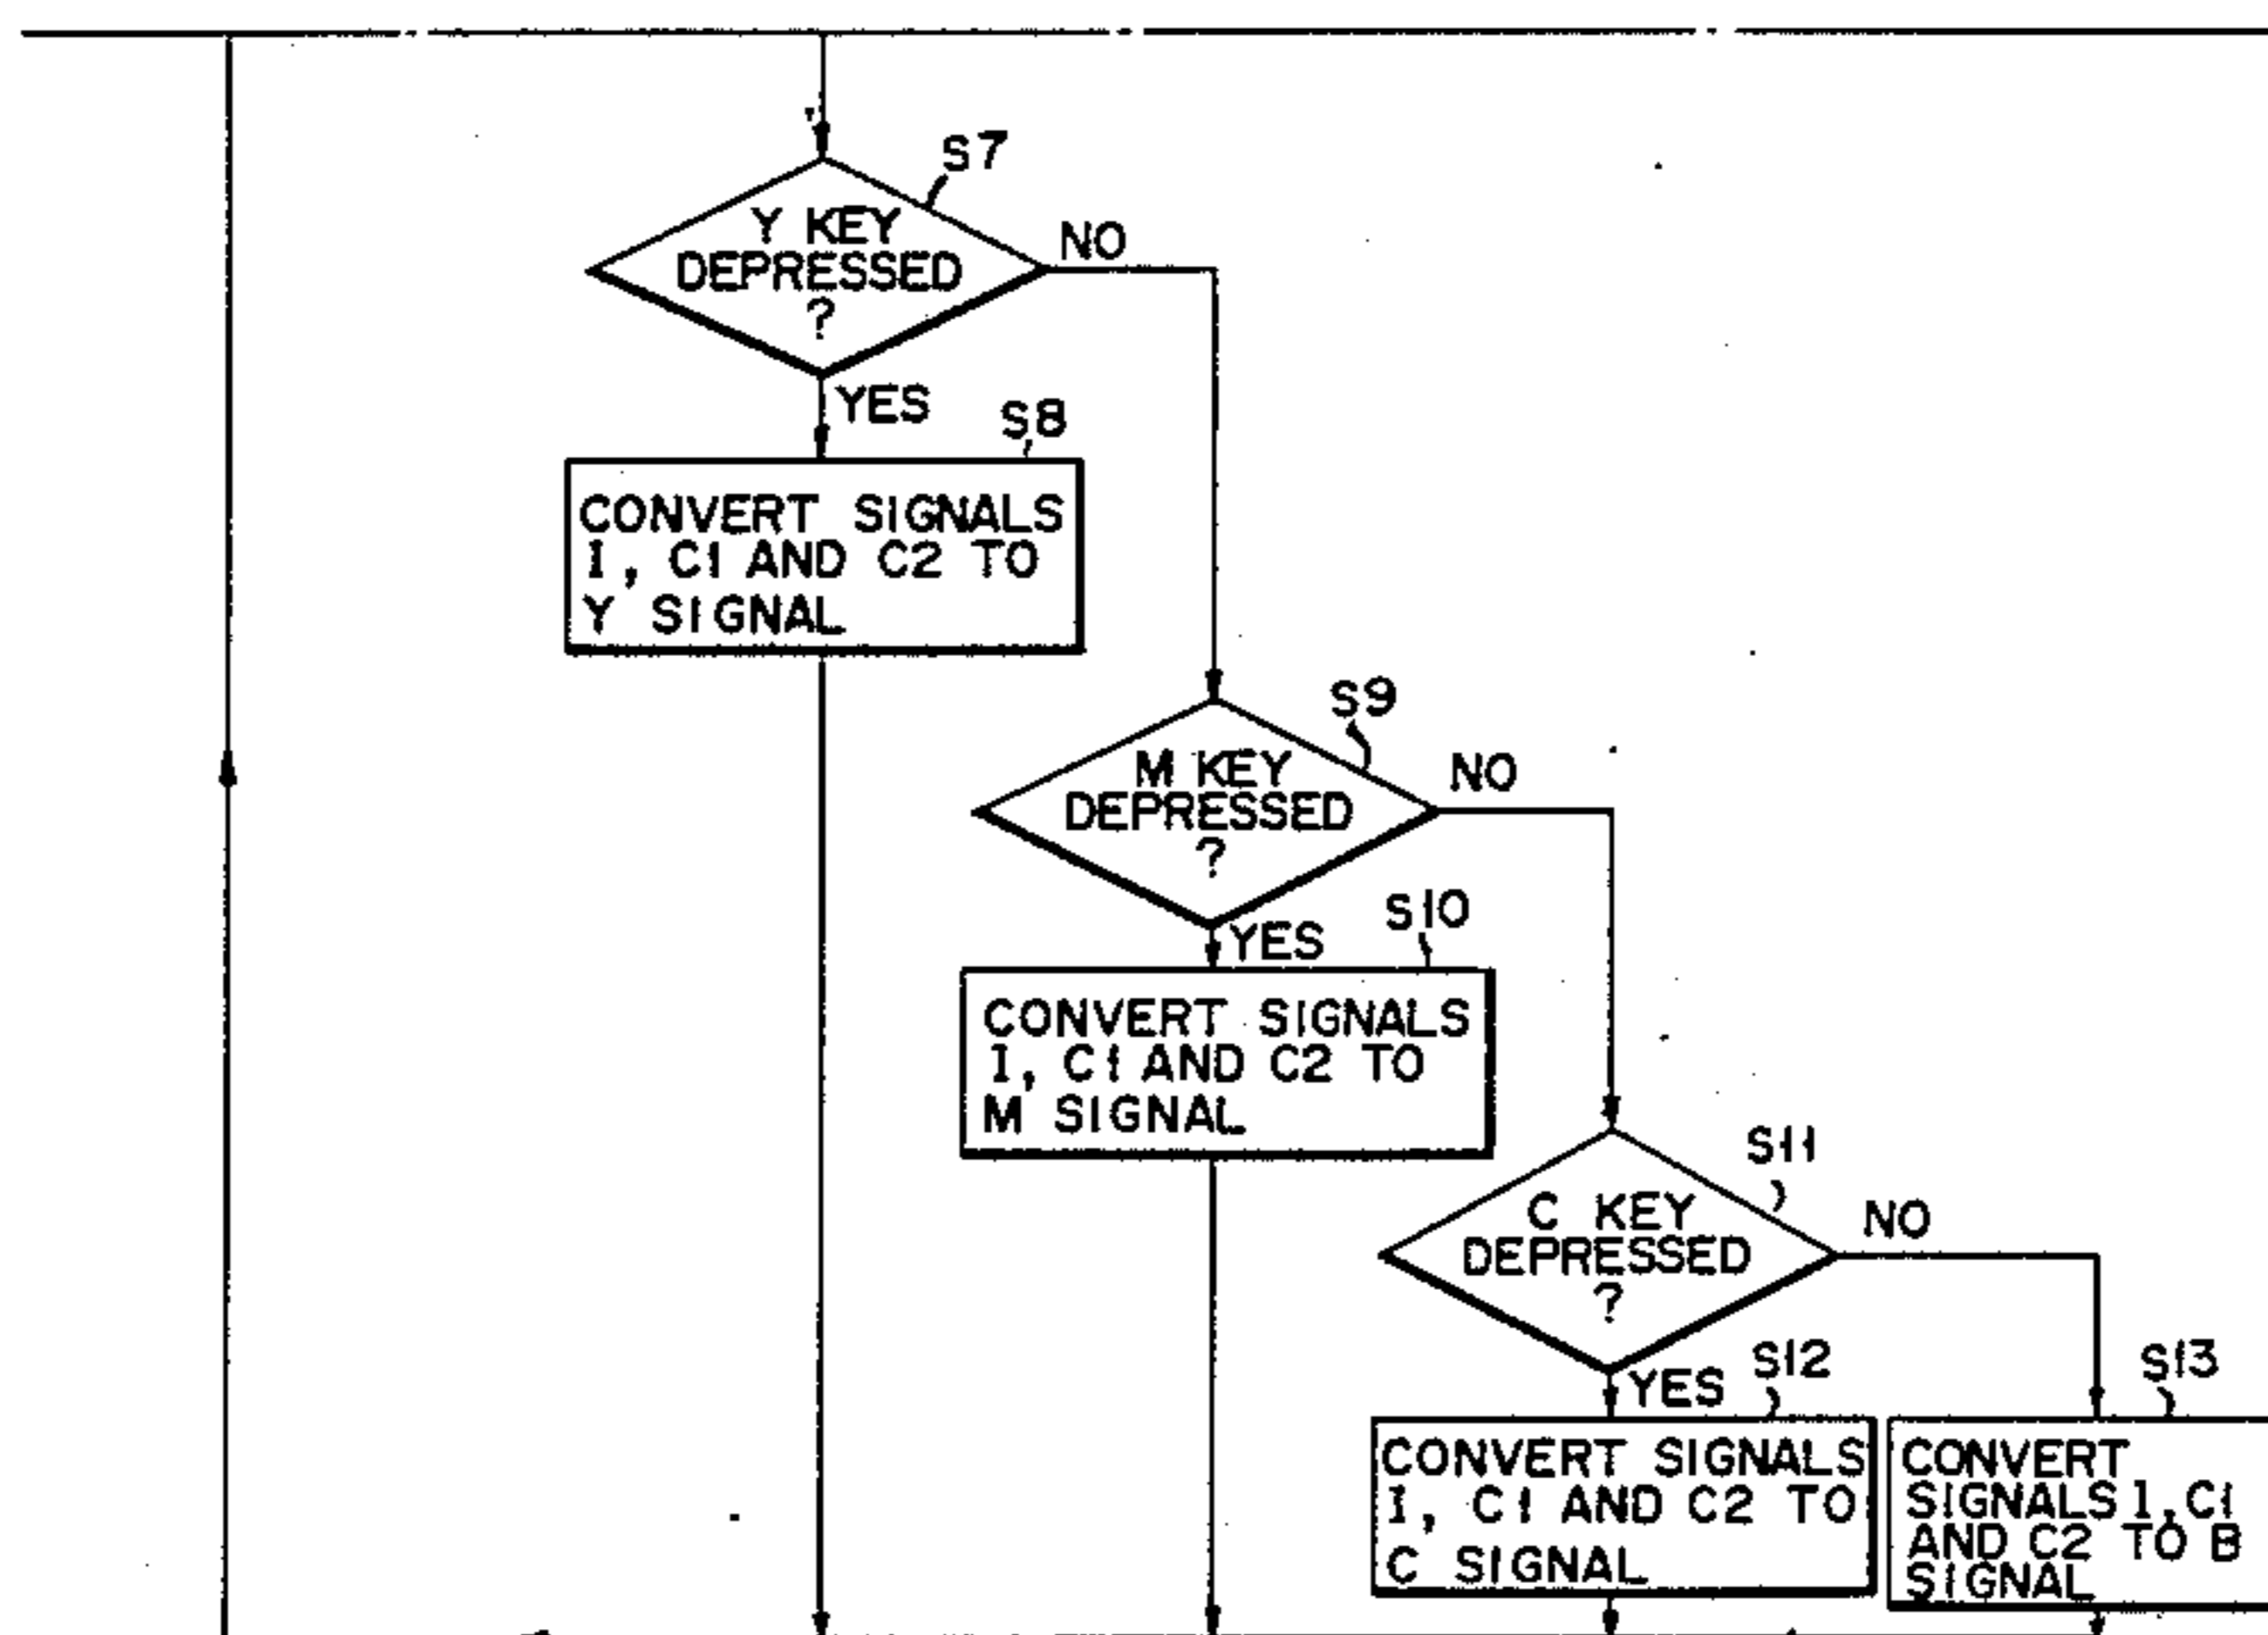 S7
Y KEY
DEPRESSED
?
NO
YES
S8
CONVERT SIGNALS
I, C1 AND C2 TO
Y SIGNAL
S9
M KEY
DEPRESSED
?
NO
YES
S10
CONVERT SIGNALS
I, C1 AND C2 TO
M SIGNAL
S11
C KEY
DEPRESSED
?
NO
YES
S12
CONVERT SIGNALS
I, C1 AND C2 TO
C SIGNAL
S13
CONVERT
SIGNALS I, C1
AND C2 TO B
SIGNAL